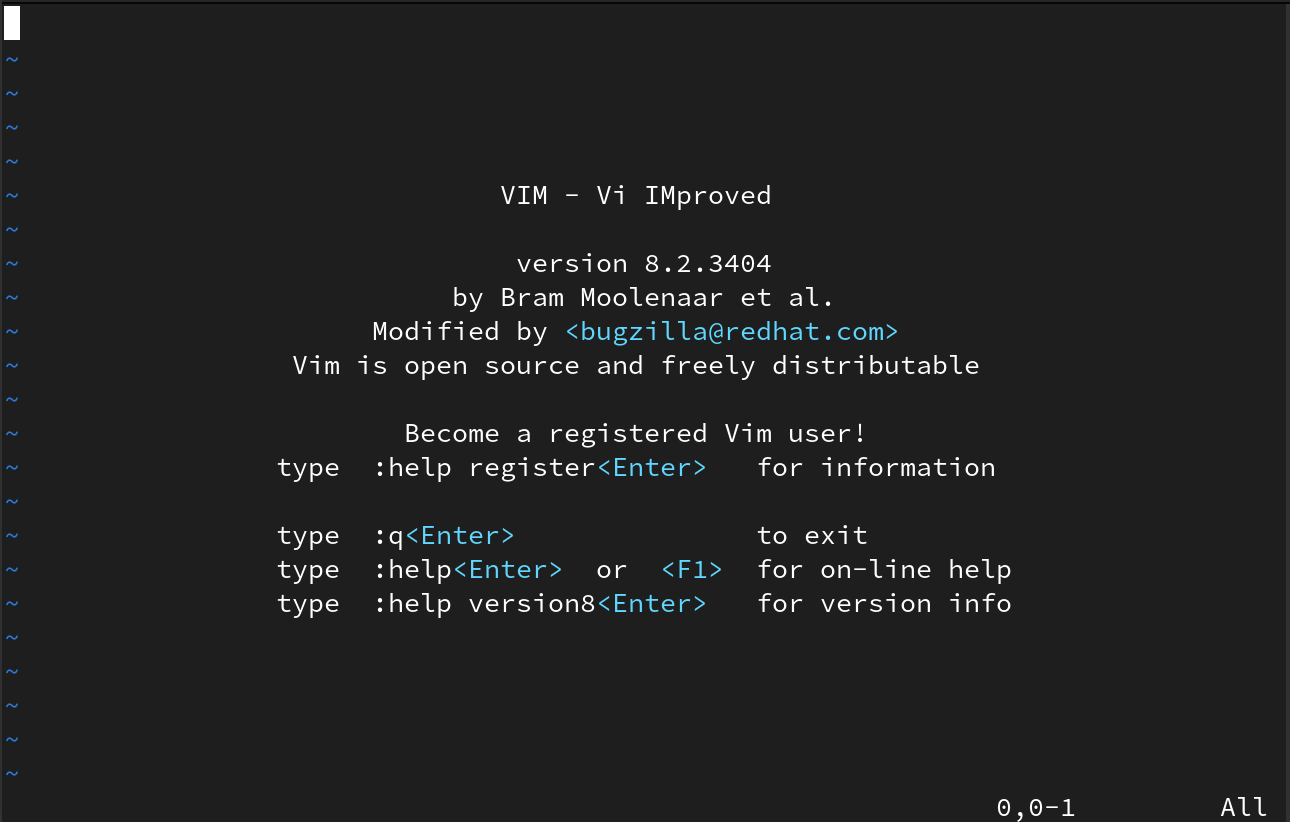 ~
~
~
~
~ VIM - Vi IMproved
~
~ version 8.2.3404
~ by Bram Moolenaar et al.
~ Modified by <bugzilla@redhat.com>
~ Vim is open source and freely distributable
~
~ Become a registered Vim user!
~ type :help register<Enter> for information
~
~ type :q<Enter> to exit
~ type :help<Enter> or <F1> for on-line help
~ type :help version8<Enter> for version info
~
~
~
~
~
0,0-1 All